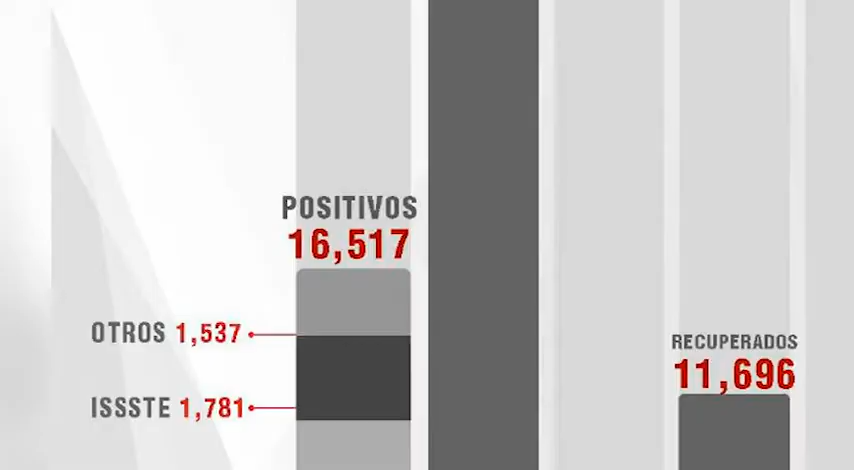 POSITIVOS
16,517
OTROS 1,537
ISSSTE 1,781
RECUPERADOS
11,696